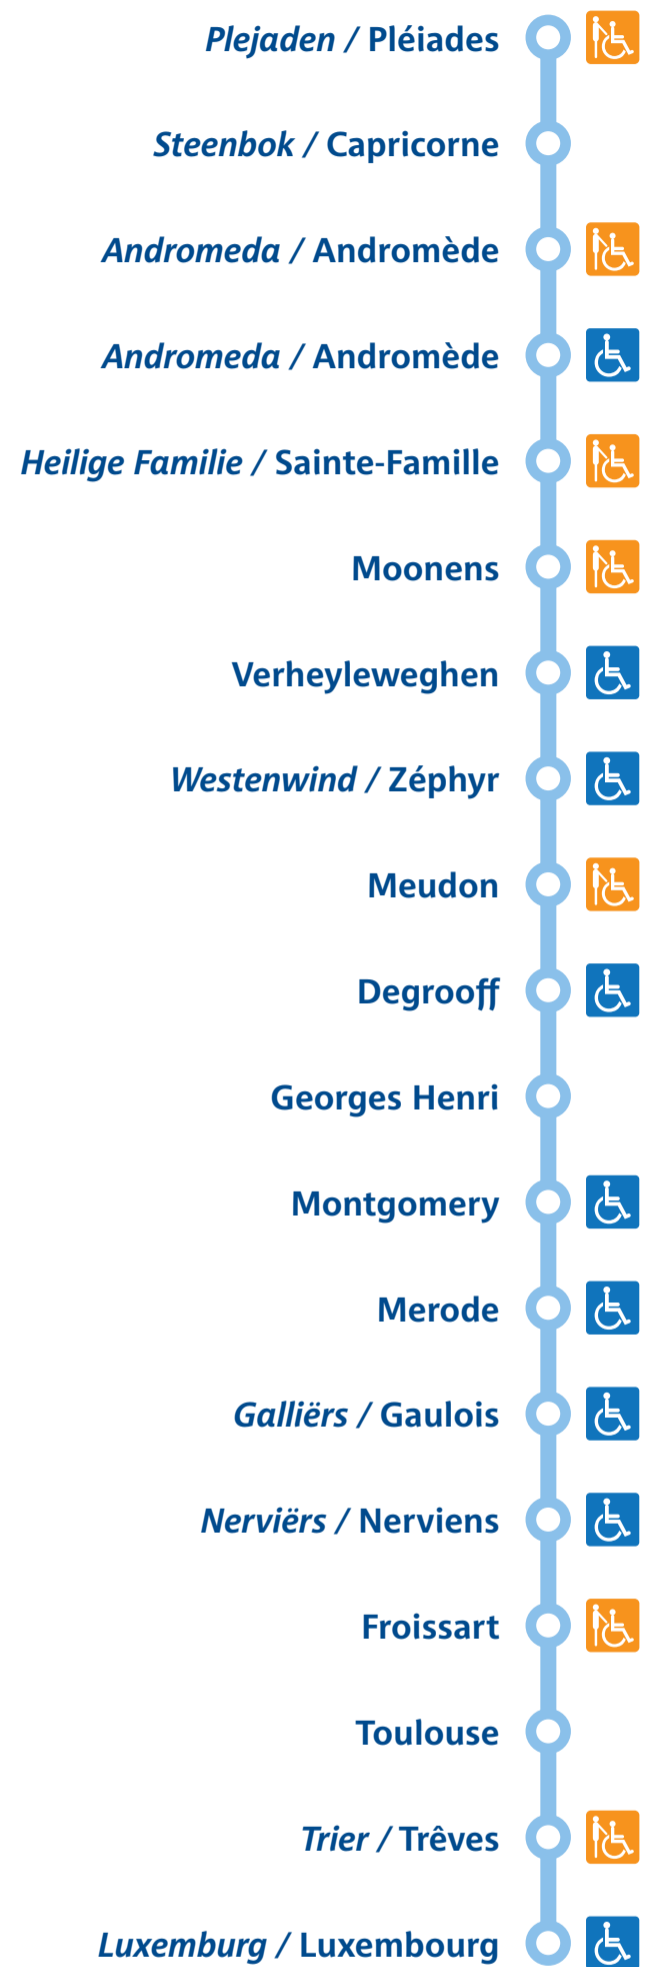 Plejaden / Pléiades
Steenbok / Capricorne
Andromeda / Andromède
Andromeda / Andromède
Heilige Familie / Sainte-Famille
Moonens
Verheyleweghen
Westenwind / Zéphyr
Meudon
Degrooff
Georges Henri
Montgomery
Merode
Galliërs / Gaulois
Nerviërs / Nerviens
Froissart
Toulouse
Trier / Trêves
Luxemburg / Luxembourg